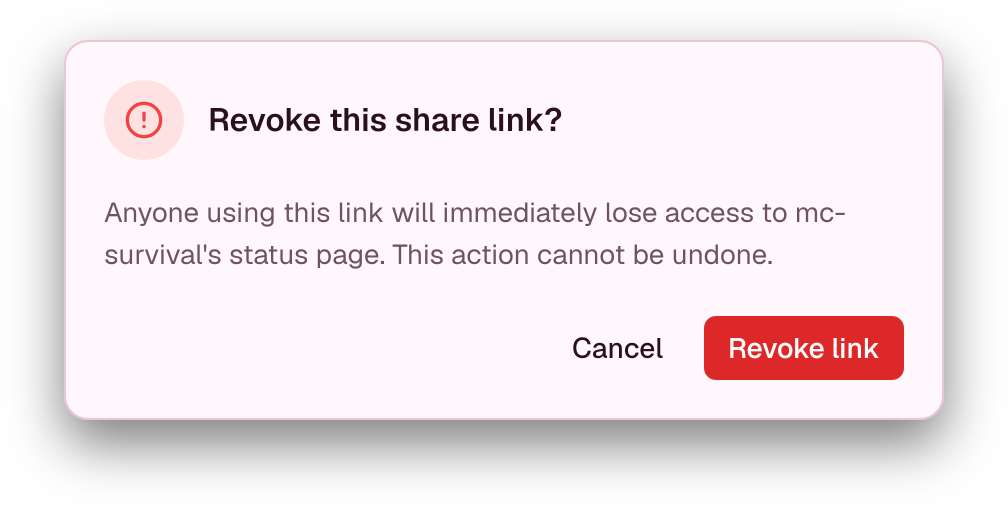 Revoke this share link?
Anyone using this link will immediately lose access to mc-
survival's status page. This action cannot be undone.
Cancel
Revoke link